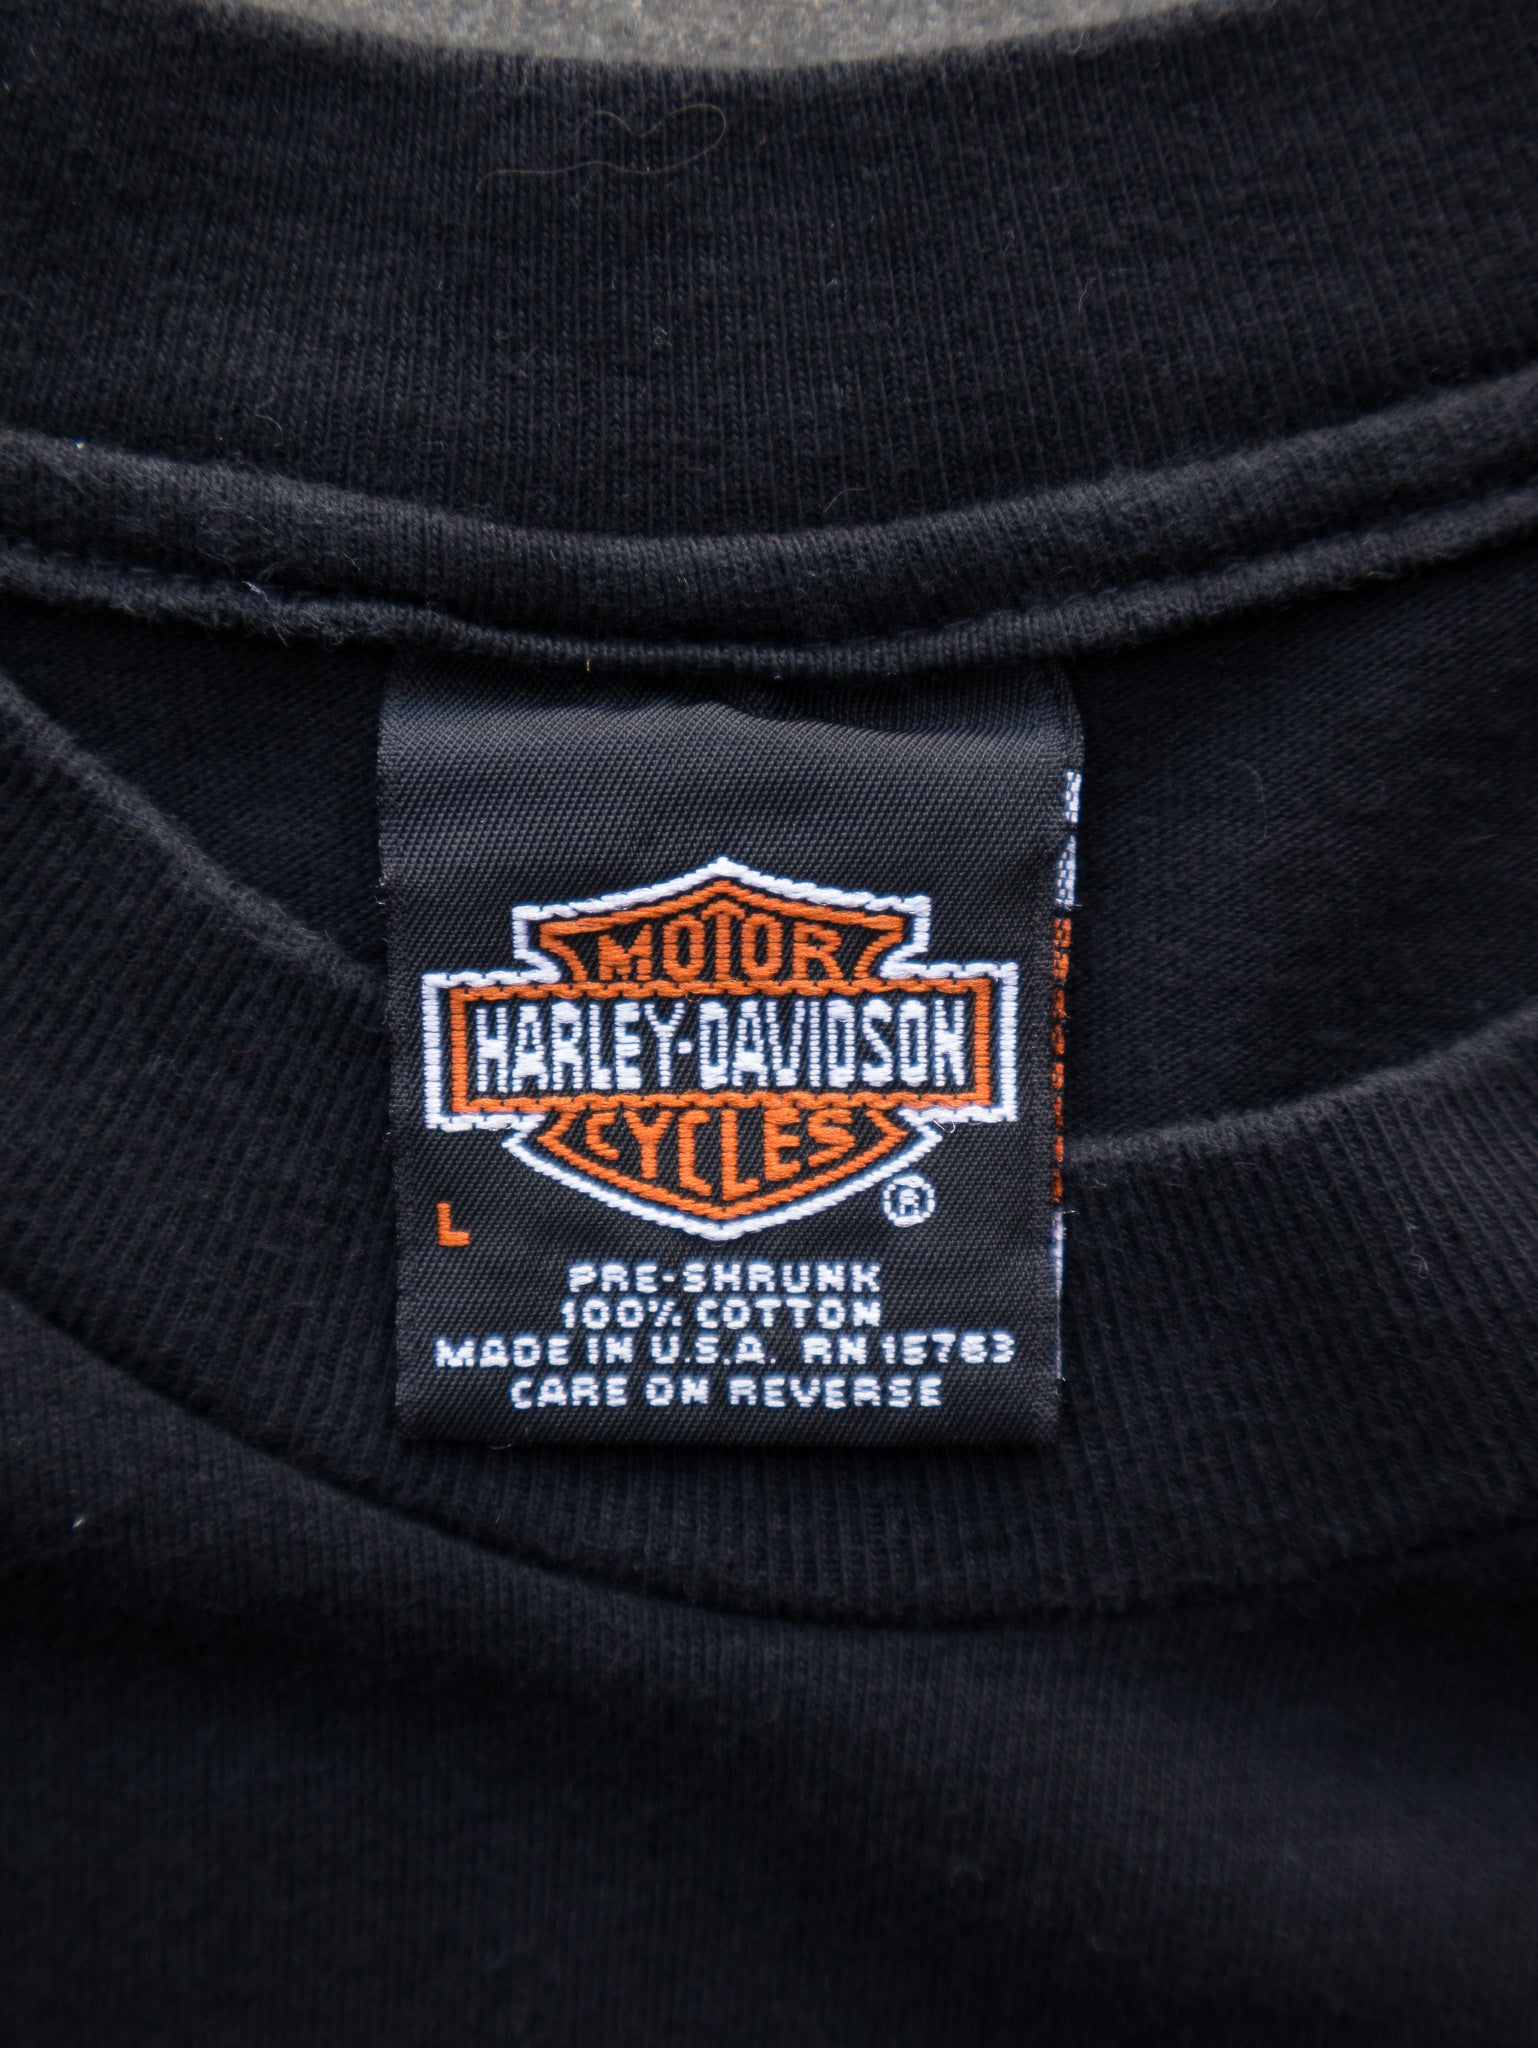 MOTOR
HARLEY-DAVIDSON
CYCLES
®
L
PRE-SHRUNK
100% COTTON
MADE IN U.S.A. RN 15763
CARE ON REVERSE